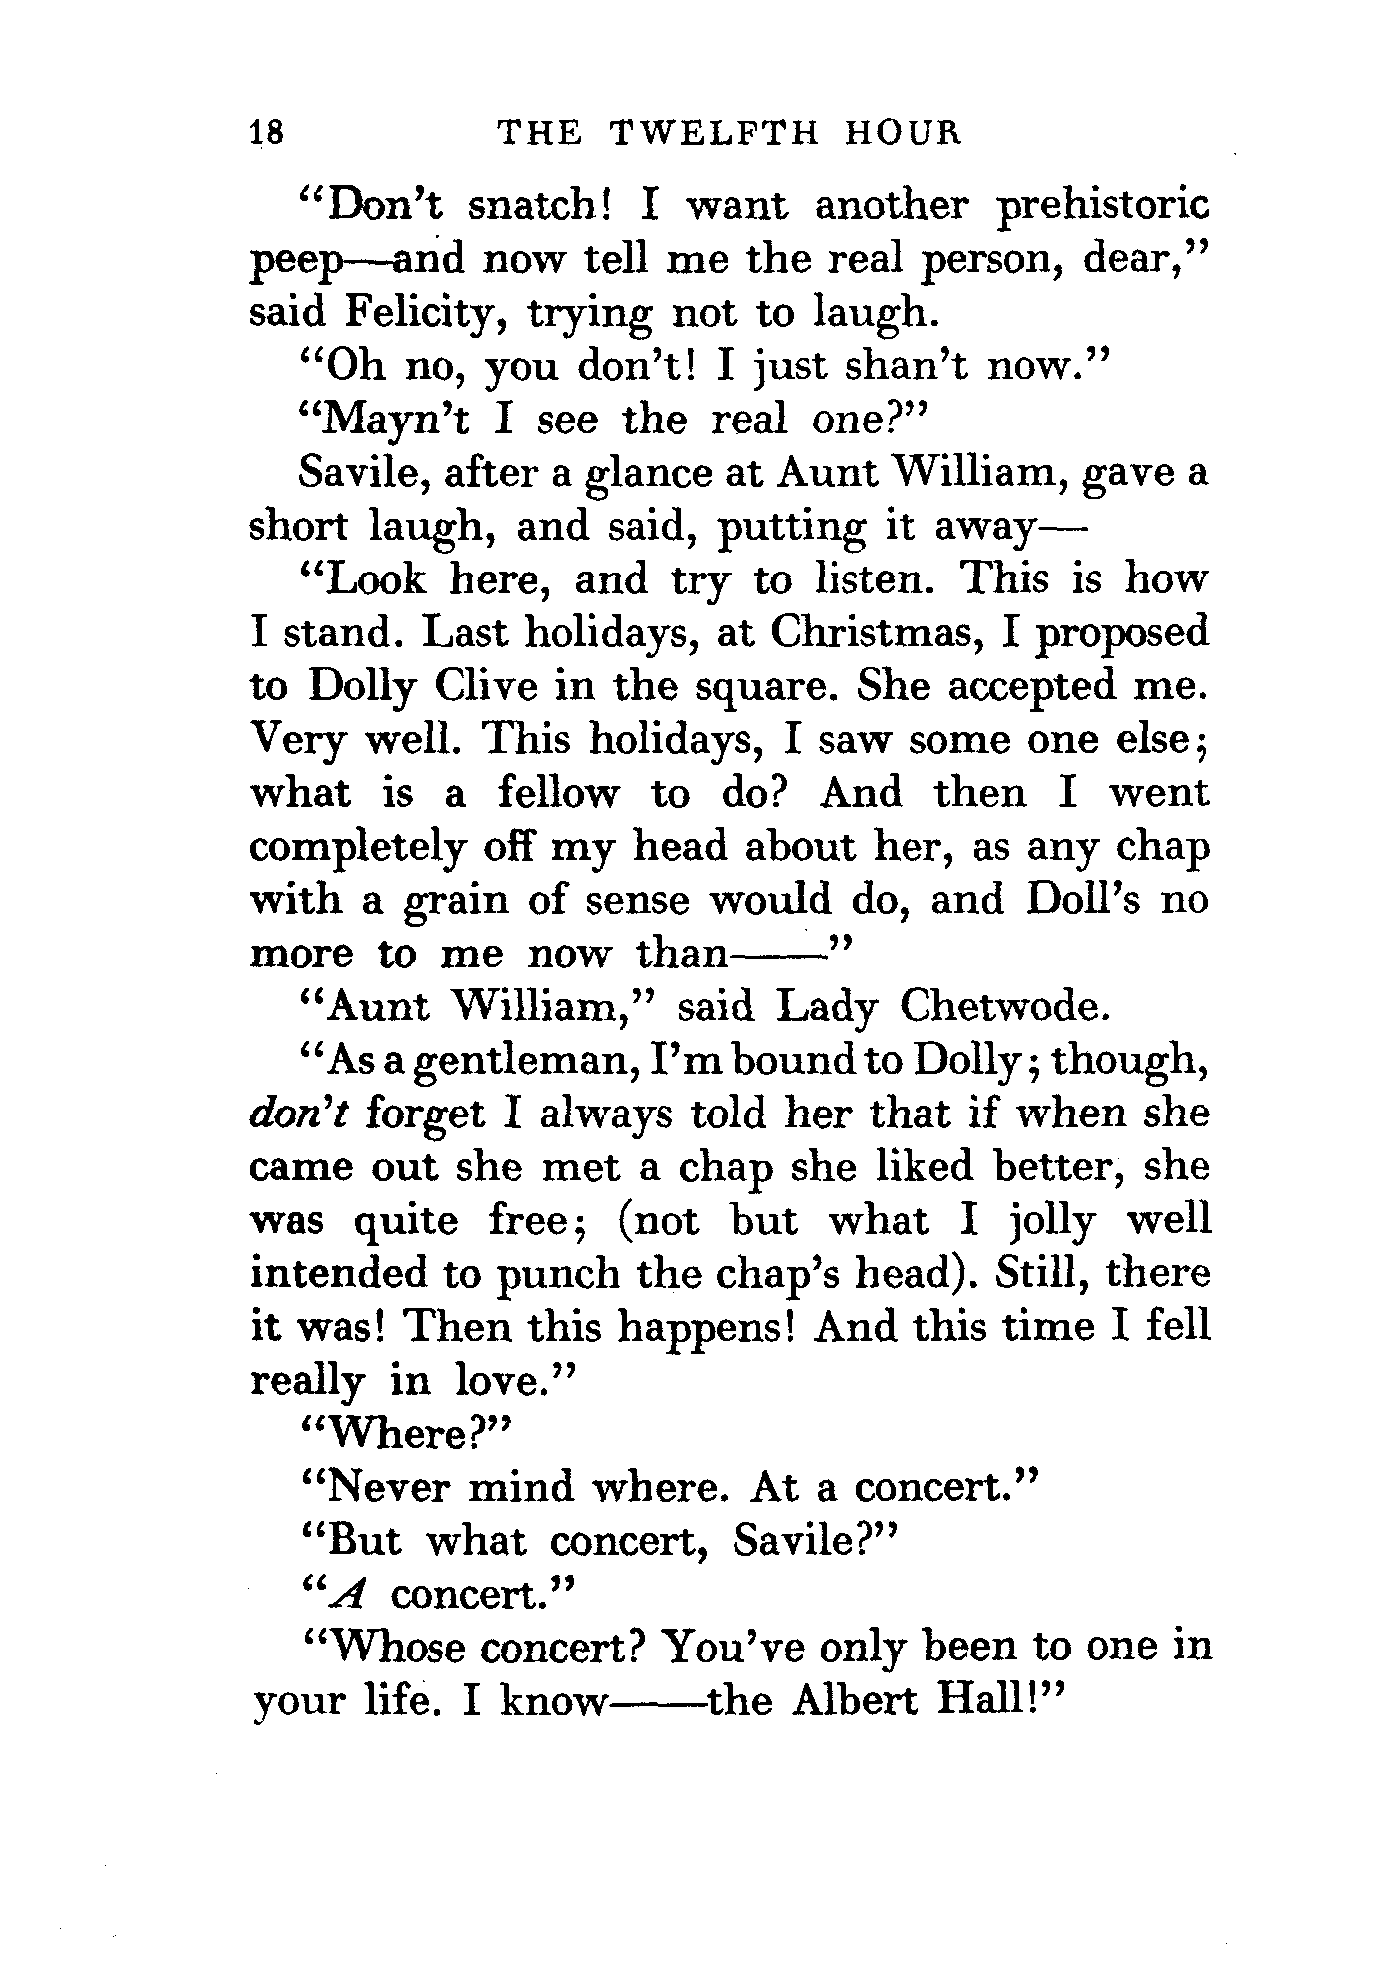 18 THE TWELFTH HOUR
“Don’t snatch! I want another prehistoric
peep—and now tell me the real person, dear,”
said Felicity, trying not to laugh.
“Oh no, you don’t! I just shan’t now.”
“Mayn’t I see the real one?”
Savile, after a glance at Aunt William, gave a
short laugh, and said, putting it away—
“Look here, and try to listen. This is how
I stand. Last holidays, at Christmas, I proposed
to Dolly Clive in the square. She accepted me.
Very well. This holidays, I saw some one else;
what is a fellow to do? And then I went
completely off my head about her, as any chap
with a grain of sense would do, and Doll’s no
more to me now than——”
“Aunt William,” said Lady Chetwode.
“As a gentleman, I’m bound to Dolly; though,
don’t forget I always told her that if when she
came out she met a chap she liked better, she
was quite free; (not but what I jolly well
intended to punch the chap’s head). Still, there
it was! Then this happens! And this time I fell
really in love.”
“Where?”
“Never mind where. At a concert.”
“But what concert, Savile?”
“A concert.”
“Whose concert? You’ve only been to one in
your life. I know——the Albert Hall!”